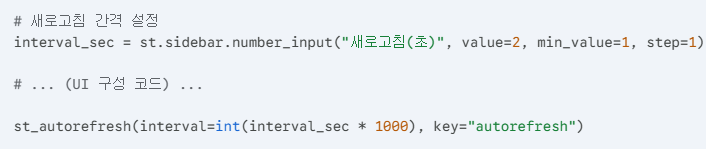 # 새로고침 간격 설정
interval_sec = st.sidebar.number_input("새로고침(초)", value=2, min_value=1, step=1)
# ... (UI 구성 코드) ...
st_autorefresh(interval=int(interval_sec * 1000), key="autorefresh")